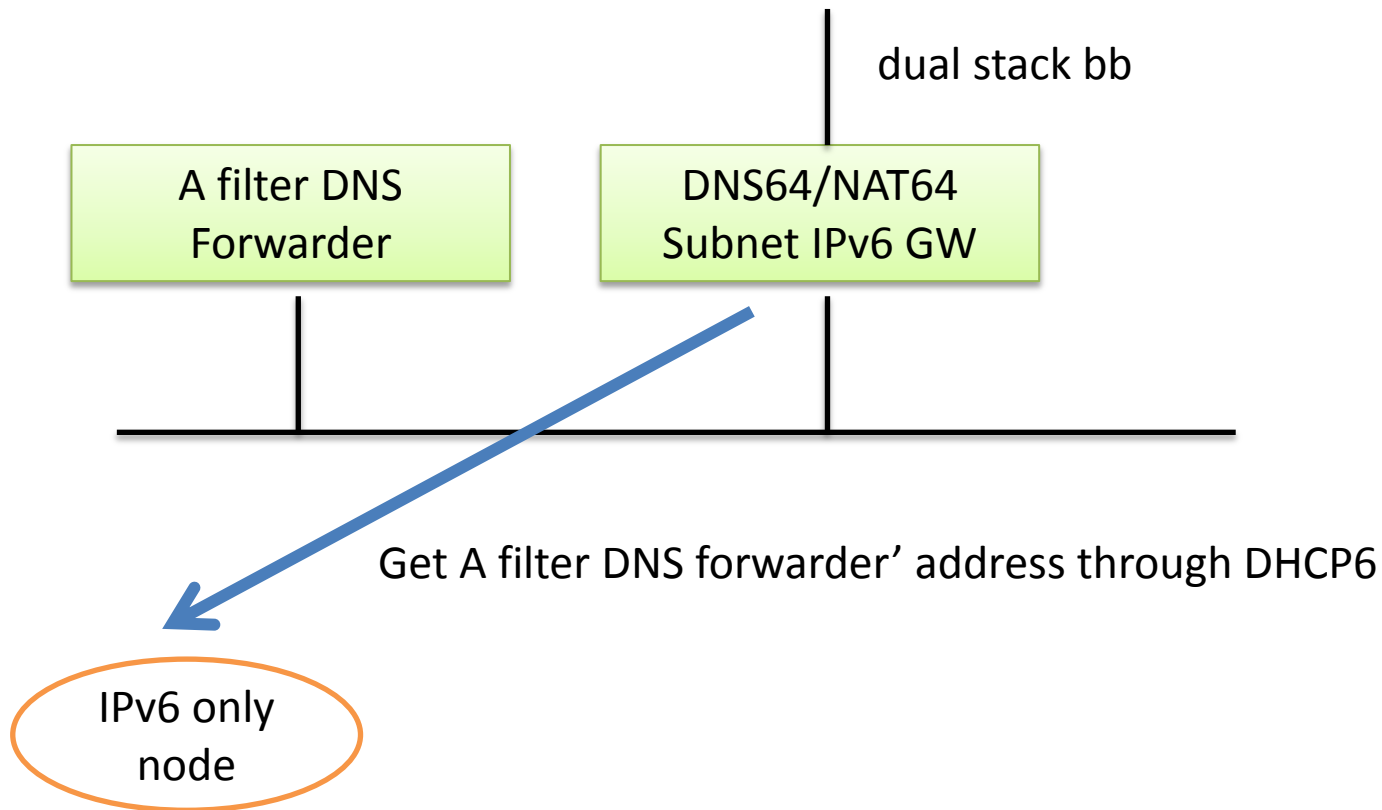 dual stack bb
A filter DNS
Forwarder
DNS64/NAT64
Subnet IPv6 GW
Get A filter DNS forwarder’ address through DHCP6
IPv6 only
node